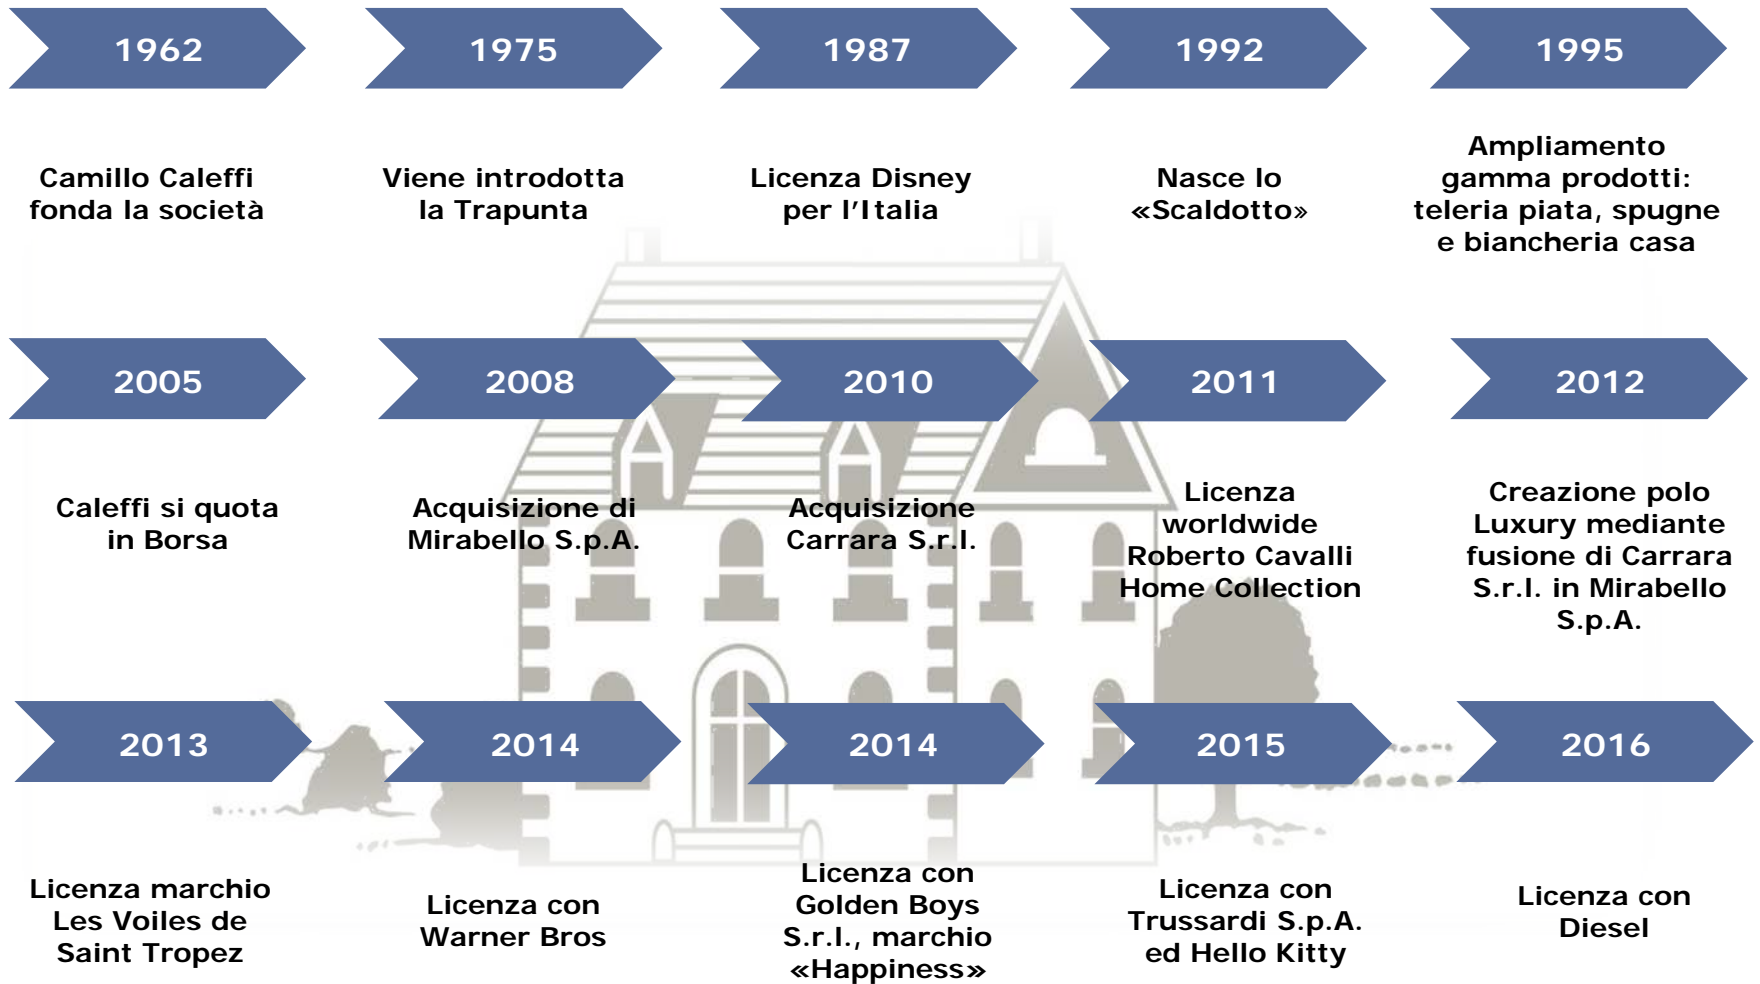 1962
1975
1987
1992
1995
Camillo Caleffi
fonda la società
Viene introdotta
la Trapunta
Licenza Disney
per l'Italia
Nasce lo
«Scaldotto»
Ampliamento
gamma prodotti:
teleria piata, spugne
e biancheria casa
2005
2008
2010
2011
2012
Caleffi si quota
in Borsa
Acquisizione di
Mirabello S.p.A.
Acquisizione
Carrara S.r.l.
Licenza
worldwide
Roberto Cavalli
Home Collection
Creazione polo
Luxury mediante
fusione di Carrara
S.r.l. in Mirabello
S.p.A.
2013
2014
2014
2015
2016
Licenza marchio
Les Voiles de
Saint Tropez
Licenza con
Warner Bros
Licenza con
Golden Boys
S.r.l., marchio
«Happiness»
Licenza con
Trussardi S.p.A.
ed Hello Kitty
Licenza con
Diesel